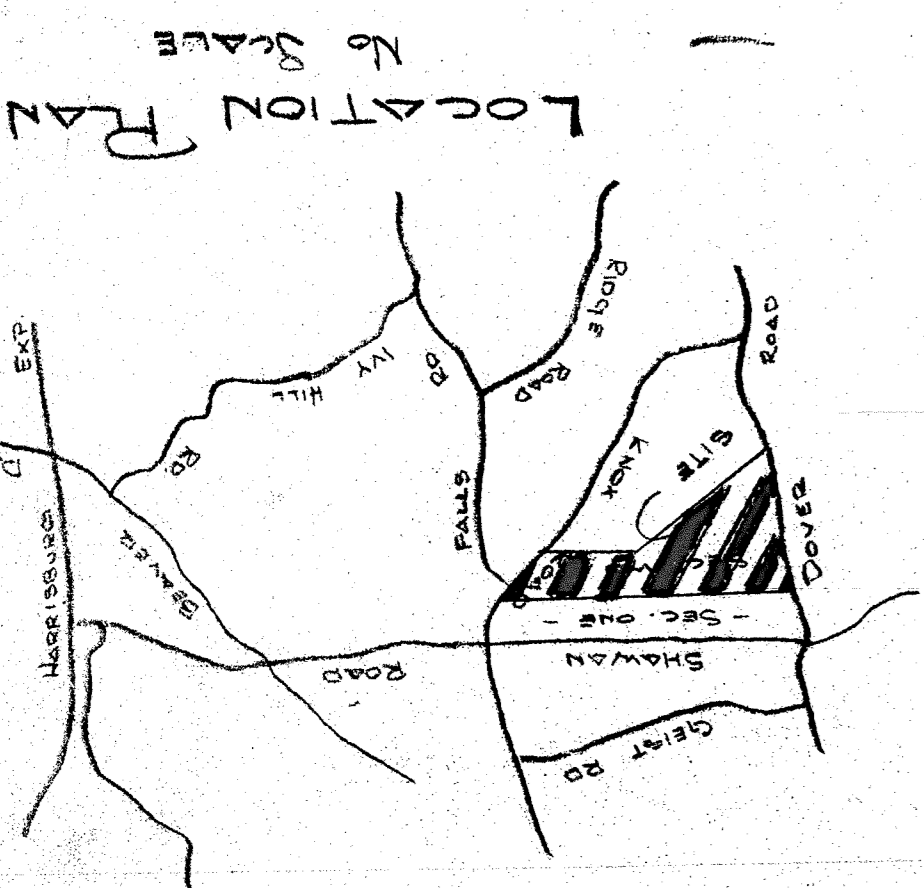 GEIST RD
SHAWAN ROAD
- SEC. ONE -
DOVER ROAD
SITE
KNOX ROAD
BEAVER
D.
HARRISBURG EXP.
FALLS RD
IVY HILL RD.
RIDGE ROAD
LOCATION PLAN
NO SCALE